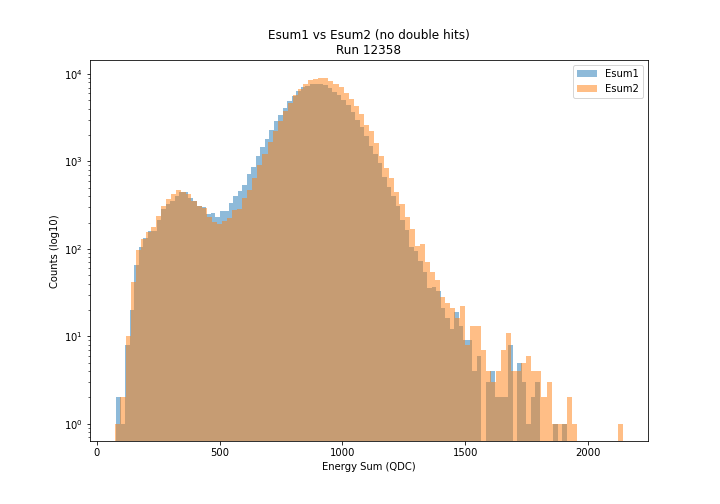 Esum1 vs Esum2 (no double hits)
Run 12358
Esum1
Esum2
Counts (log10)
10⁴
10³
10²
10¹
10⁰
0 500 1000 1500 2000
Energy Sum (QDC)